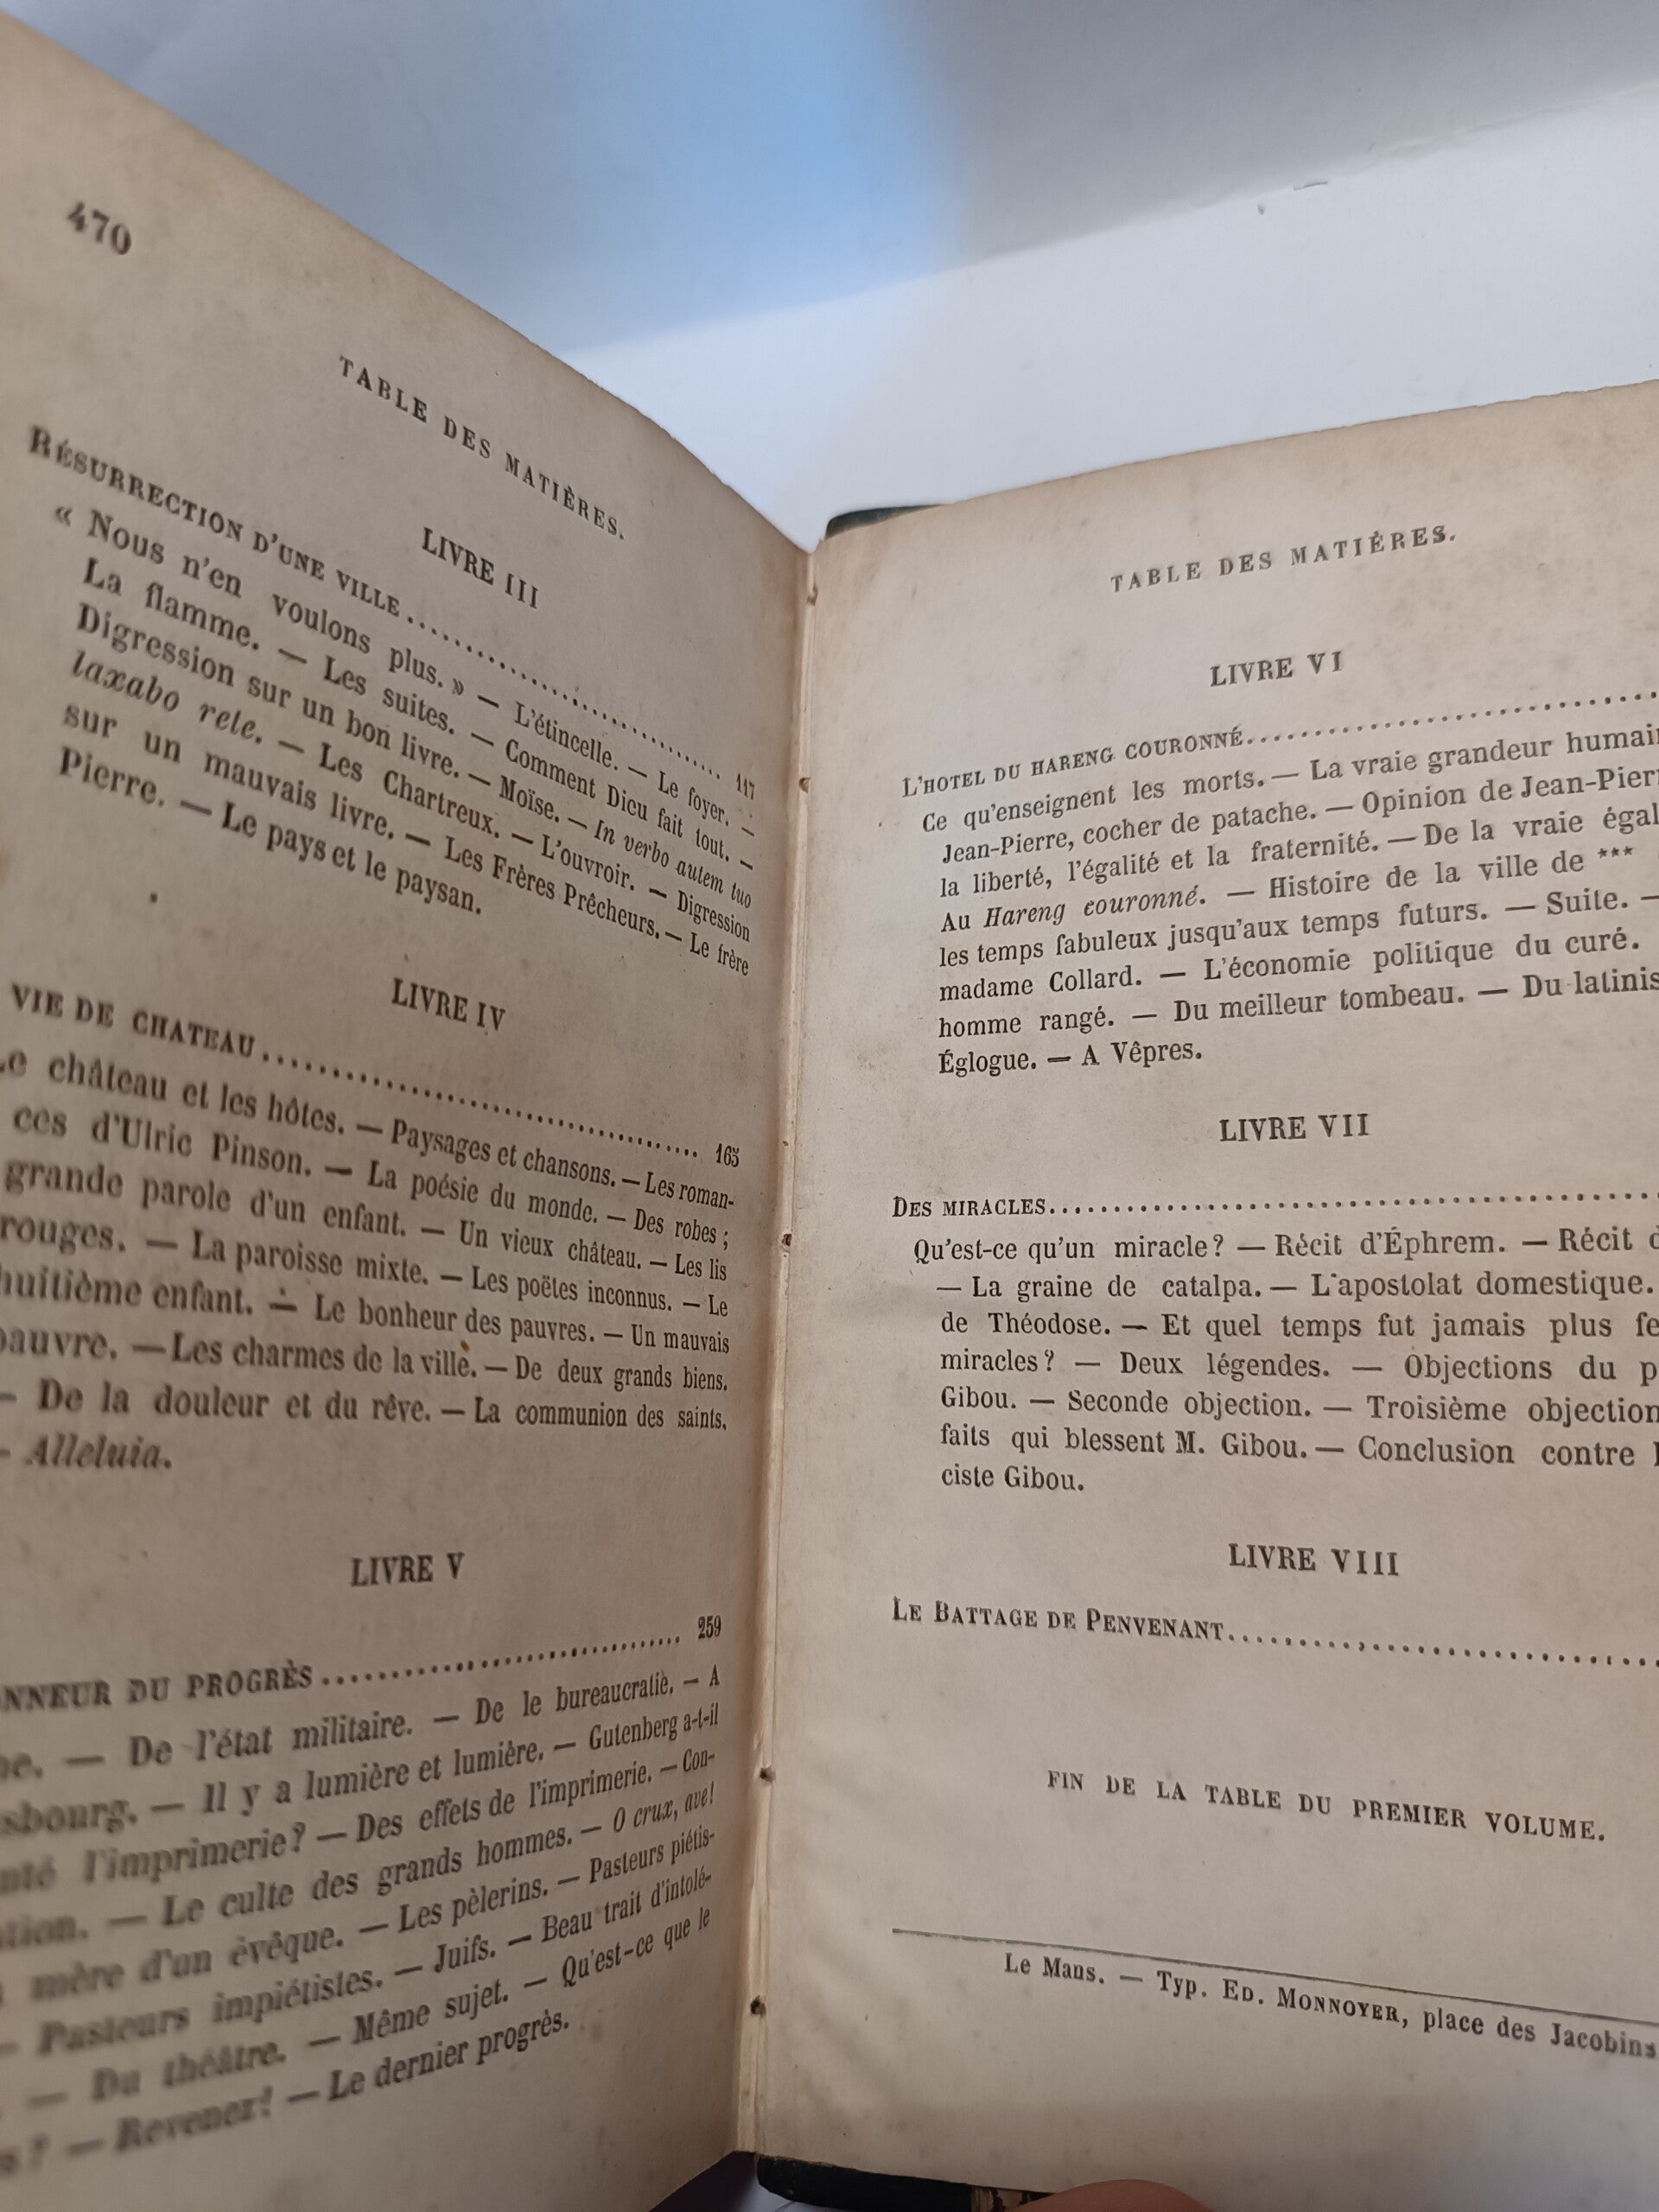 470
TABLE DES MATIÈRES.
LIVRE III
RÉSURRECTION D'UNE VILLE........................ 117
« Nous n'en voulons plus. » — L'étincelle. — Le foyer. —
La flamme. — Les suites. — Comment Dieu fait tout. —
Digression sur un bon livre. — Moïse. — In verbo autem tuo
laxabo rete. — Les Chartreux. — L'ouvroir. — Digression
sur un mauvais livre. — Les Frères Prêcheurs. — Le frère
Pierre. — Le pays et le paysan.
LIVRE IV
VIE DE CHATEAU........................ 165
Le château et les hôtes. — Paysages et chansons. — Les roman-
ces d'Ulric Pinson. — La poésie du monde. — Des robes ;
grande parole d'un enfant. — Un vieux château. — Les lis
rouges. — La paroisse mixte. — Les poëtes inconnus. — Le
huitième enfant. — Le bonheur des pauvres. — Un mauvais
pauvre. — Les charmes de la ville. — De deux grands biens.
— De la douleur et du rêve. — La communion des saints.
— Alleluia.
LIVRE V
NNEUR DU PROGRÈS........................ 259
— De l'état militaire. — De le bureaucratie. — A
sbourg. — Il y a lumière et lumière. — Gutenberg a-t-il
nté l'imprimerie ? — Des effets de l'imprimerie. — Con-
tion. — Le culte des grands hommes. — O crux, ave !
mère d'un évêque. — Les pèlerins. — Pasteurs piétis-
— Pasteurs impiétistes. — Juifs. — Beau trait d'intolé-
— Du théâtre. — Même sujet. — Qu'est-ce que le
? — Revenez ! — Le dernier progrès.
TABLE DES MATIÈRES.
LIVRE VI
L'HOTEL DU HARENG COURONNÉ........................
Ce qu'enseignent les morts. — La vraie grandeur humai
Jean-Pierre, cocher de patache. — Opinion de Jean-Pier
la liberté, l'égalité et la fraternité. — De la vraie égal
Au Hareng couronné. — Histoire de la ville de ***
les temps fabuleux jusqu'aux temps futurs. — Suite. —
madame Collard. — L'économie politique du curé.
homme rangé. — Du meilleur tombeau. — Du latinis
Églogue. — A Vêpres.
LIVRE VII
DES MIRACLES........................
Qu'est-ce qu'un miracle ? — Récit d'Éphrem. — Récit d
— La graine de catalpa. — L'apostolat domestique.
de Théodose. — Et quel temps fut jamais plus fe
miracles ? — Deux légendes. — Objections du p
Gibou. — Seconde objection. — Troisième objection
faits qui blessent M. Gibou. — Conclusion contre
ciste Gibou.
LIVRE VIII
LE BATTAGE DE PENVENANT........................
FIN DE LA TABLE DU PREMIER VOLUME.
Le Mans. — Typ. ED. MONNOYER, place des Jacobins